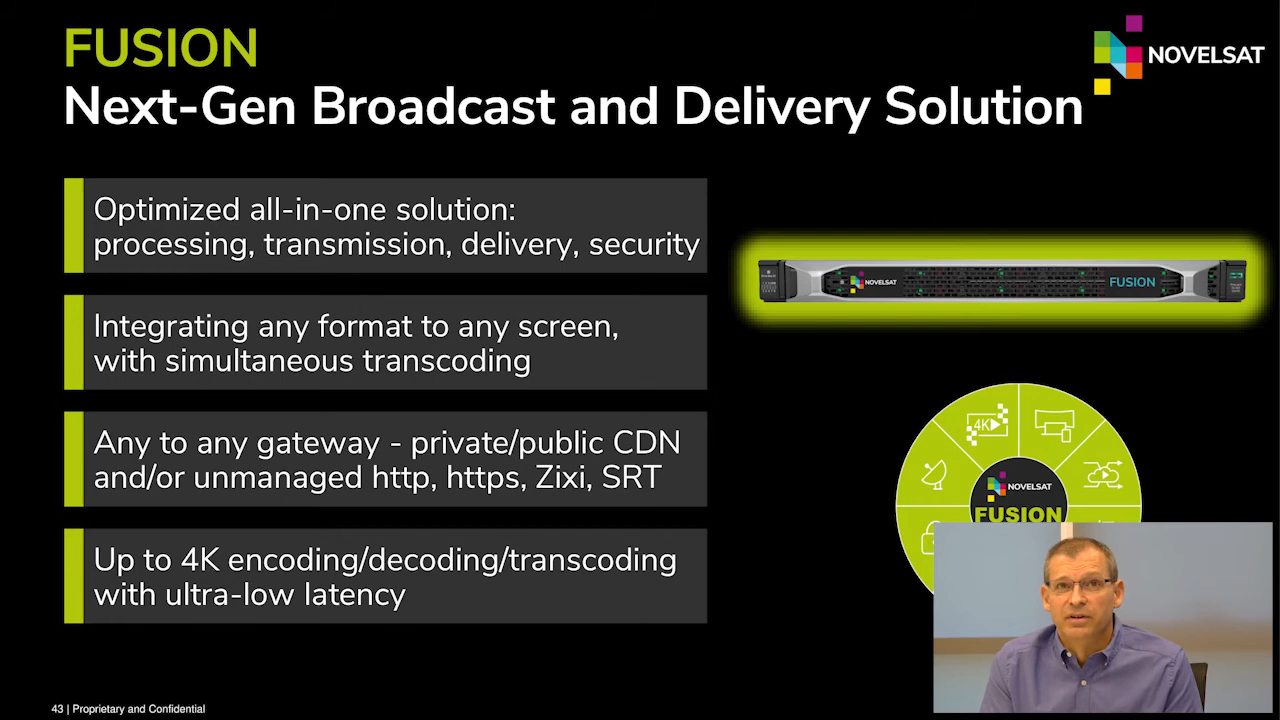 FUSION
Next-Gen Broadcast and Delivery Solution
NOVELSAT
Optimized all-in-one solution:
processing, transmission, delivery, security
Integrating any format to any screen,
with simultaneous transcoding
Any to any gateway - private/public CDN
and/or unmanaged http, https, Zixi, SRT
Up to 4K encoding/decoding/transcoding
with ultra-low latency
NOVELSAT
FUSION
4K
NOVELSAT
FUSION
43 | Proprietary and Confidential